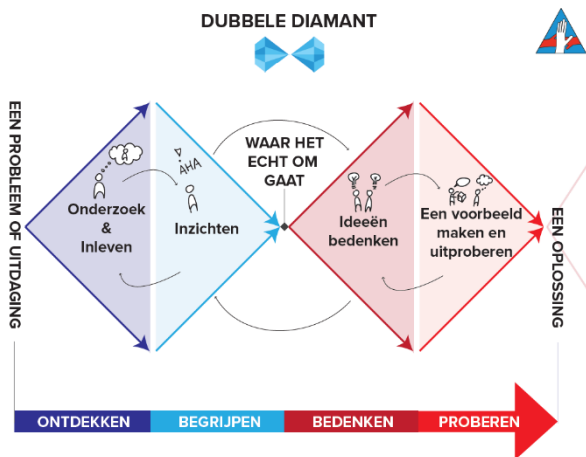 DUBBELE DIAMANT
EEN PROBLEEM OF UITDAGING
AHA
Onderzoek
&
Inleven
Inzichten
WAAR HET
ECHT OM
GAAT
Ideeën
bedenken
Een voorbeeld
maken en
uitproberen
EEN OPLOSSING
ONTDEKKEN
BEGRIJPEN
BEDENKEN
PROBEREN